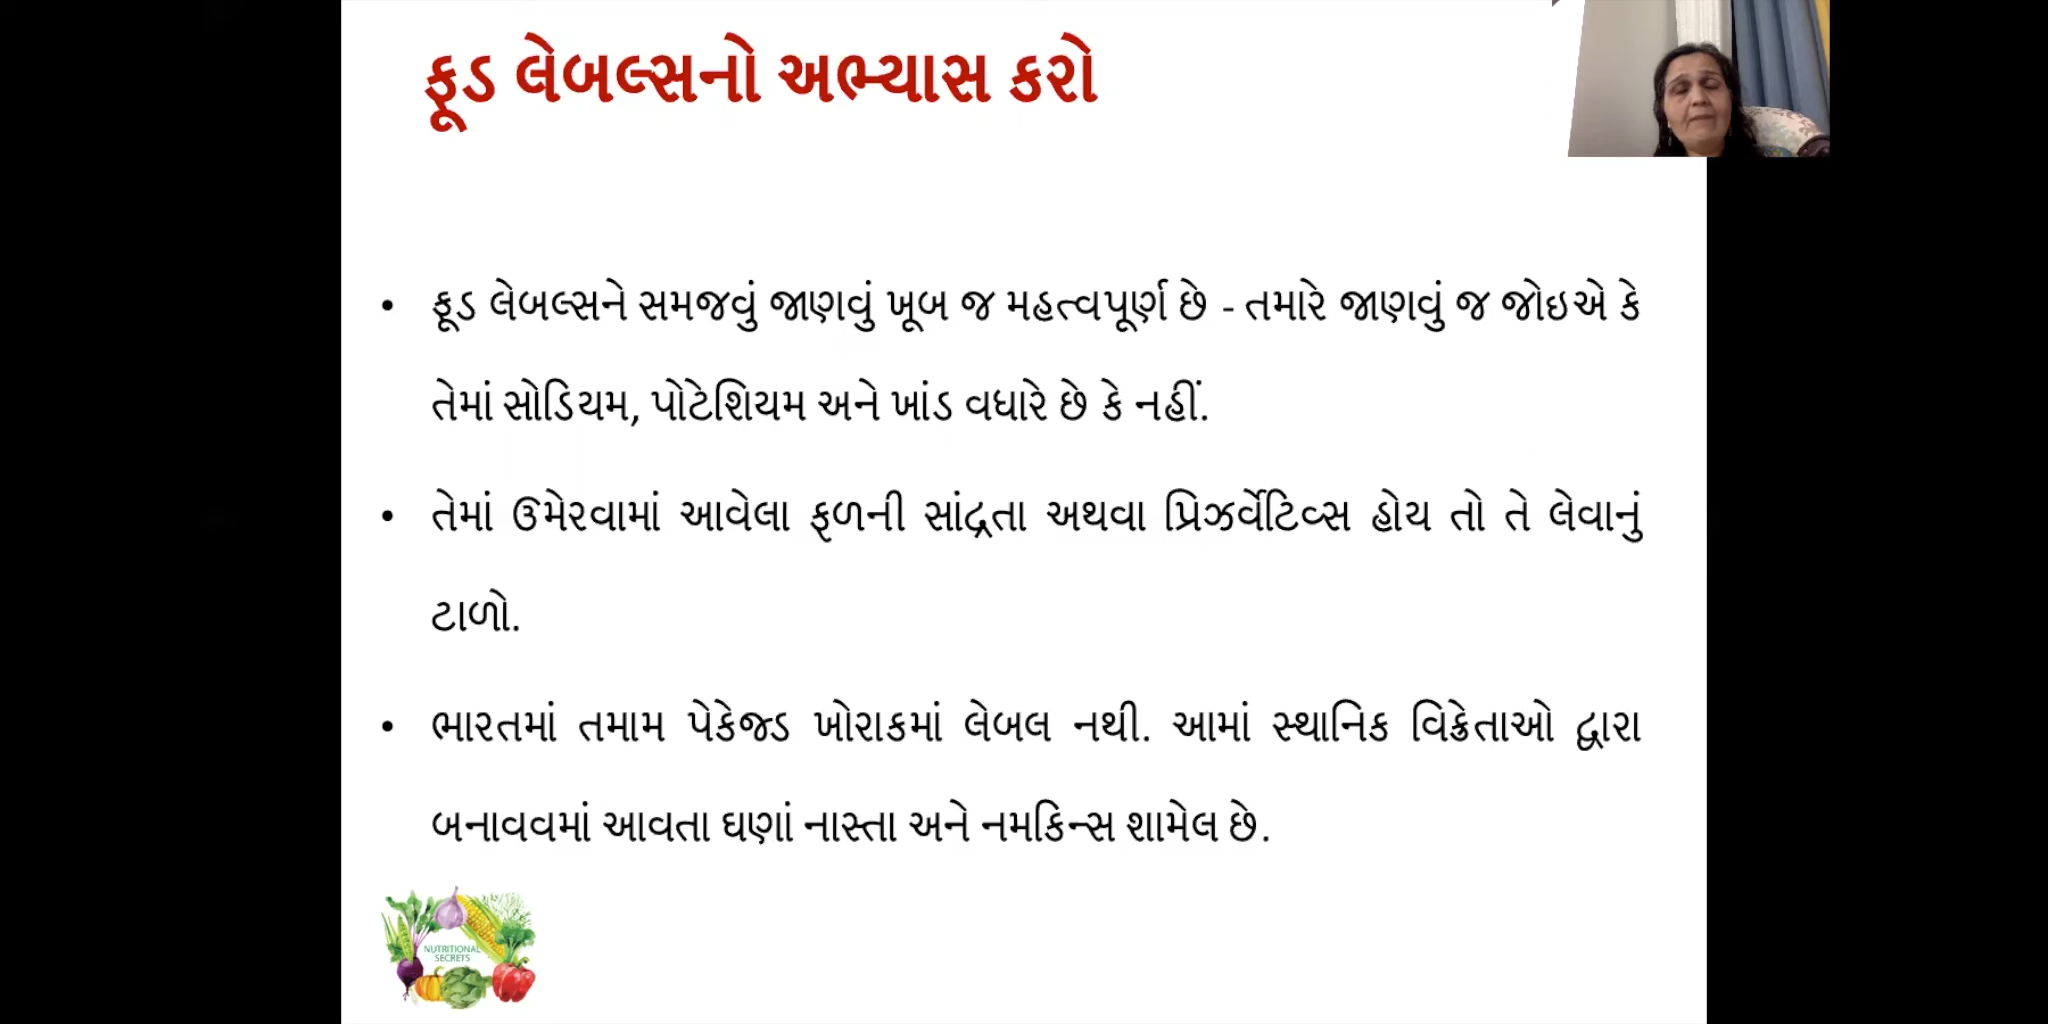 ફૂડ લેબલ્સનો અભ્યાસ કરો
• ફૂડ લેબલ્સને સમજવું જાણવું ખૂબ જ મહત્વપૂર્ણ છે - તમારે જાણવું જ જોઇએ કે
તેમાં સોડિયમ, પોટેશિયમ અને ખાંડ વધારે છે કે નહીં.
• તેમાં ઉમેરવામાં આવેલા ફળની સાંદ્રતા અથવા પ્રિઝર્વેટિવ્સ હોય તો તે લેવાનું
ટાળો.
• ભારતમાં તમામ પેકેજ્ડ ખોરાકમાં લેબલ નથી. આમાં સ્થાનિક વિક્રેતાઓ દ્વારા
બનાવવમાં આવતા ઘણાં નાસ્તા અને નમકિન્સ શામેલ છે.
NUTRITIONAL
SECRETS